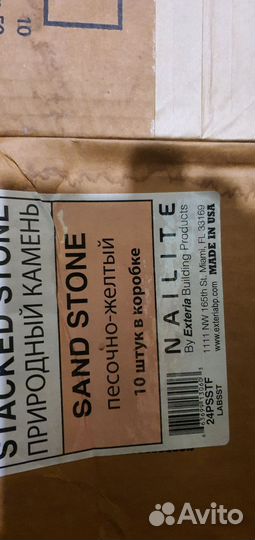 STACKED STONE
ПРИРОДНЫЙ КАМЕНЬ
SAND STONE
песочно-желтый
10 штук в коробке
NAILITE
By Exteria Building Products
1111 NW 165th St. Miami, FL 33169
www.exteriabp.com MADE IN USA
24PSSTF
LABSST
10
Avito